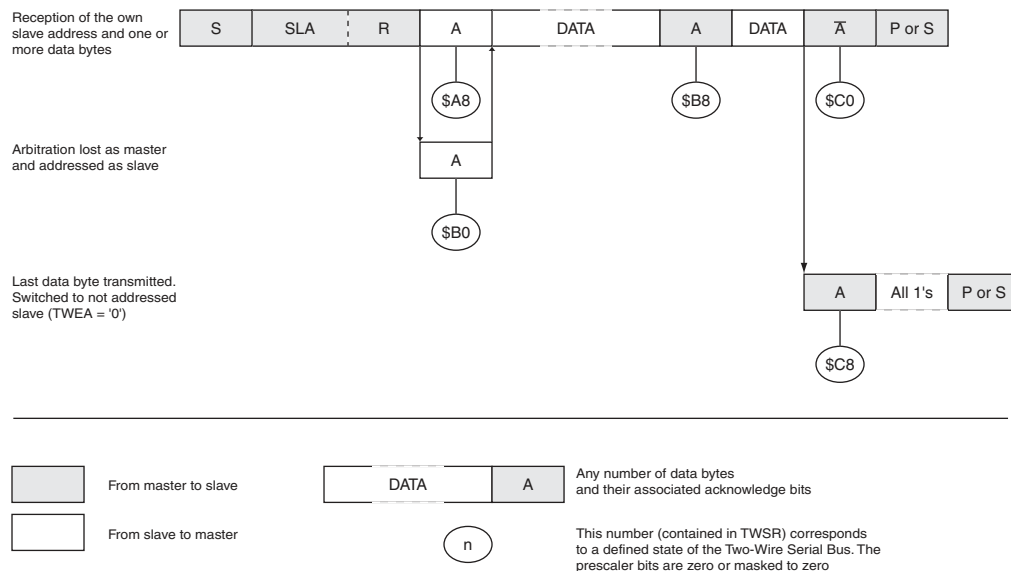 Reception of the own
slave address and one or
more data bytes
S SLA R A DATA A DATA A̅ P or S
$A8 $B8 $C0
Arbitration lost as master
and addressed as slave
A
$B0
Last data byte transmitted.
Switched to not addressed
slave (TWEA = '0')
A All 1's P or S
$C8
From master to slave
DATA A
Any number of data bytes
and their associated acknowledge bits
From slave to master
n
This number (contained in TWSR) corresponds
to a defined state of the Two-Wire Serial Bus. The
prescaler bits are zero or masked to zero